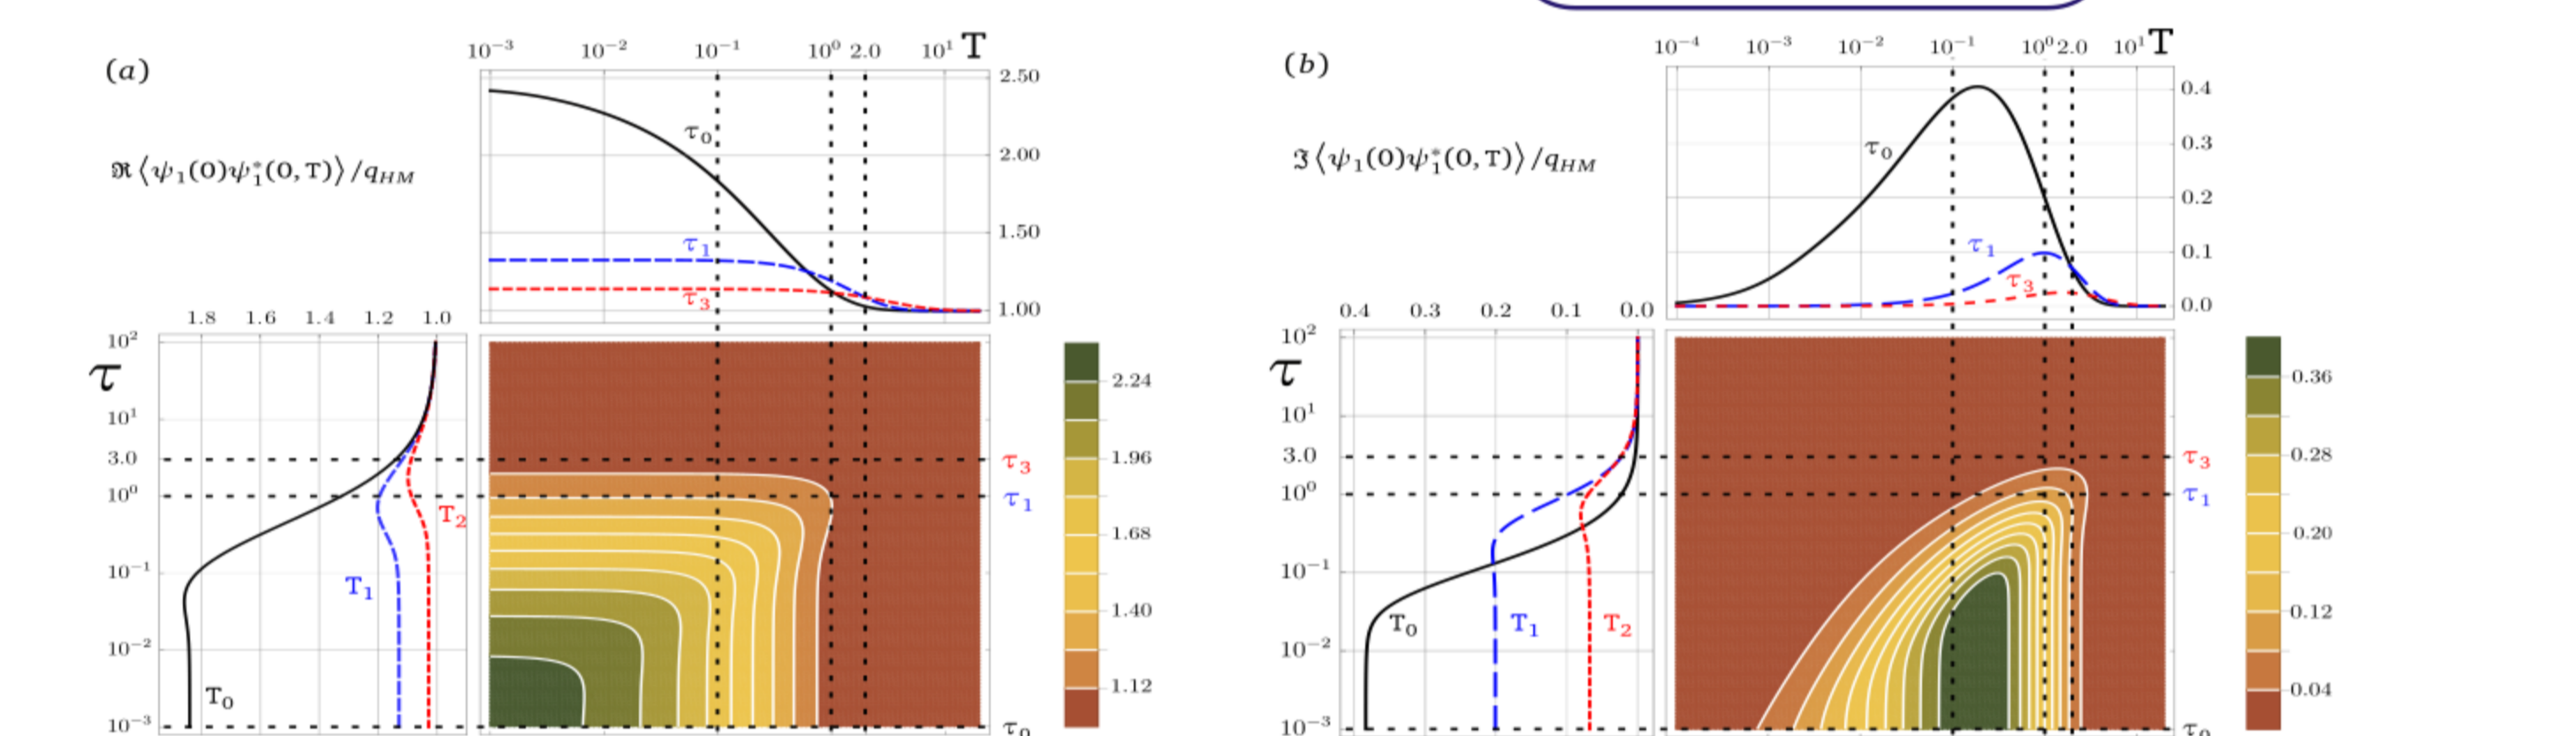 (a)
10⁻³ 10⁻² 10⁻¹ 10⁰ 2.0 10¹ T
2.50
τ₀
2.00
ℜ⟨ψ₁(0)ψ₁*(0,T)⟩/q_HM
1.50
τ₁
τ₃
1.00
1.8 1.6 1.4 1.2 1.0
τ
10²
10¹
3.0
10⁰
10⁻¹
10⁻²
10⁻³
T₂
T₁
T₀
τ₃
τ₁
τ₀
2.24
1.96
1.68
1.40
1.12
(b)
10⁻⁴ 10⁻³ 10⁻² 10⁻¹ 10⁰ 2.0 10¹ T
0.4
τ₀
0.3
ℑ⟨ψ₁(0)ψ₁*(0,T)⟩/q_HM
0.2
τ₁
0.1
τ₃
0.0
0.4 0.3 0.2 0.1 0.0
τ
10²
10¹
3.0
10⁰
10⁻¹
10⁻²
10⁻³
T₀ T₁ T₂
τ₃
τ₁
τ₀
0.36
0.28
0.20
0.12
0.04